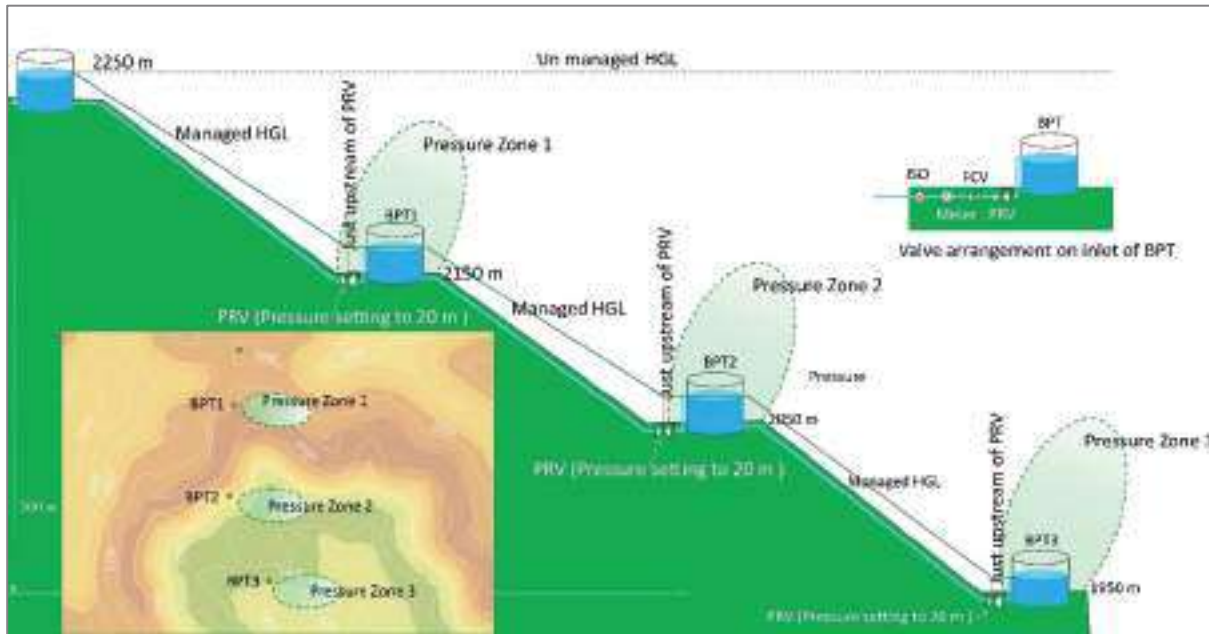 2250 m
Un managed HGL
Managed HGL
Just upstream of PRV
Pressure Zone 1
BPT1
2150 m
PRV (Pressure setting to 20 m )
BPT
ISO
FCV
Meter
PRV
Valve arrangement on inlet of BPT
Managed HGL
Just upstream of PRV
Pressure Zone 2
BPT2
Pressure
2050 m
PRV (Pressure setting to 20 m )
Managed HGL
Just upstream of PRV
Pressure Zone 3
BPT3
1950 m
PRV (Pressure setting to 20 m )
BPT1
Pressure Zone 1
BPT2
Pressure Zone 2
BPT3
Pressure Zone 3